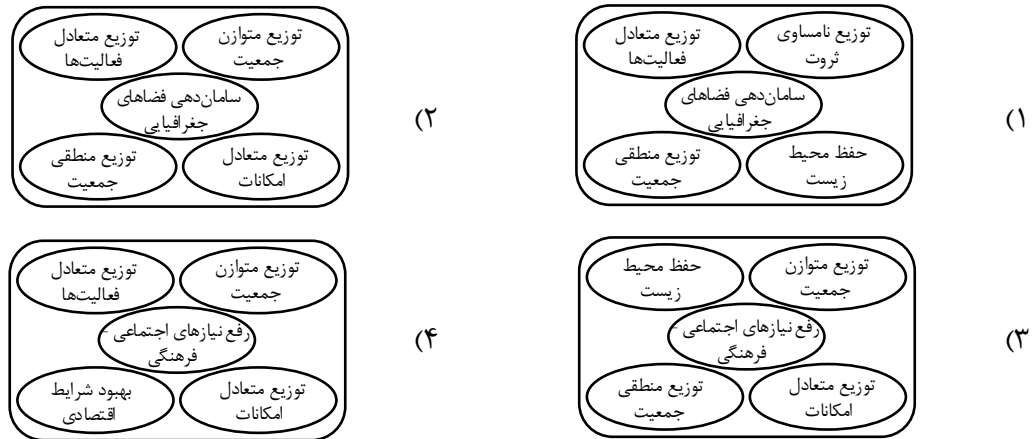 ۱)
توزیع نامساوی
ثروت
توزیع متعادل
فعالیت‌ها
سامان‌دهی فضاهای
جغرافیایی
حفظ محیط
زیست
توزیع منطقی
جمعیت
۲)
توزیع متوازن
جمعیت
توزیع متعادل
فعالیت‌ها
سامان‌دهی فضاهای
جغرافیایی
توزیع متعادل
امکانات
توزیع منطقی
جمعیت
۳)
توزیع متوازن
جمعیت
حفظ محیط
زیست
رفع نیازهای اجتماعی -
فرهنگی
توزیع متعادل
امکانات
توزیع منطقی
جمعیت
۴)
توزیع متوازن
جمعیت
توزیع متعادل
فعالیت‌ها
رفع نیازهای اجتماعی -
فرهنگی
توزیع متعادل
امکانات
بهبود شرایط
اقتصادی